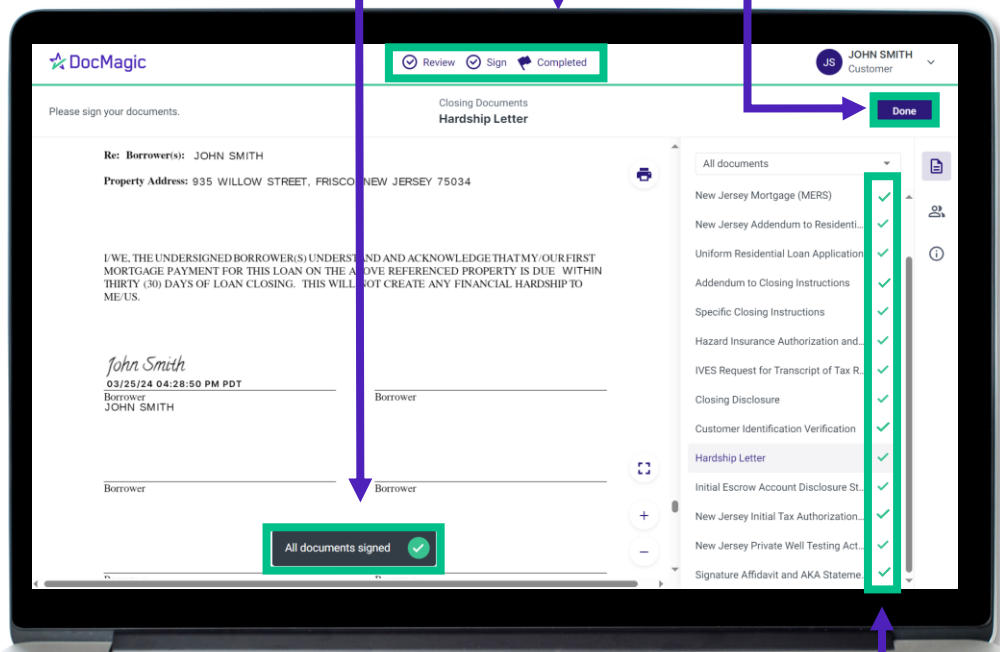 DocMagic
Review Sign Completed
JS JOHN SMITH
Customer
Please sign your documents.
Closing Documents
Hardship Letter
Done
Re: Borrower(s): JOHN SMITH
Property Address: 935 WILLOW STREET, FRISCO NEW JERSEY 75034
I/WE, THE UNDERSIGNED BORROWER(S) UNDERSTAND AND ACKNOWLEDGE THAT MY/OUR FIRST
MORTGAGE PAYMENT FOR THIS LOAN ON THE ABOVE REFERENCED PROPERTY IS DUE WITHIN
THIRTY (30) DAYS OF LOAN CLOSING. THIS WILL NOT CREATE ANY FINANCIAL HARDSHIP TO
ME/US.
John Smith
03/25/24 04:28:50 PM PDT
Borrower Borrower
JOHN SMITH
Borrower Borrower
All documents signed
All documents
New Jersey Mortgage (MERS)
New Jersey Addendum to Residenti...
Uniform Residential Loan Application
Addendum to Closing Instructions
Specific Closing Instructions
Hazard Insurance Authorization and...
IVES Request for Transcript of Tax R...
Closing Disclosure
Customer Identification Verification
Hardship Letter
Initial Escrow Account Disclosure St...
New Jersey Initial Tax Authorization...
New Jersey Private Well Testing Act...
Signature Affidavit and AKA Stateme...